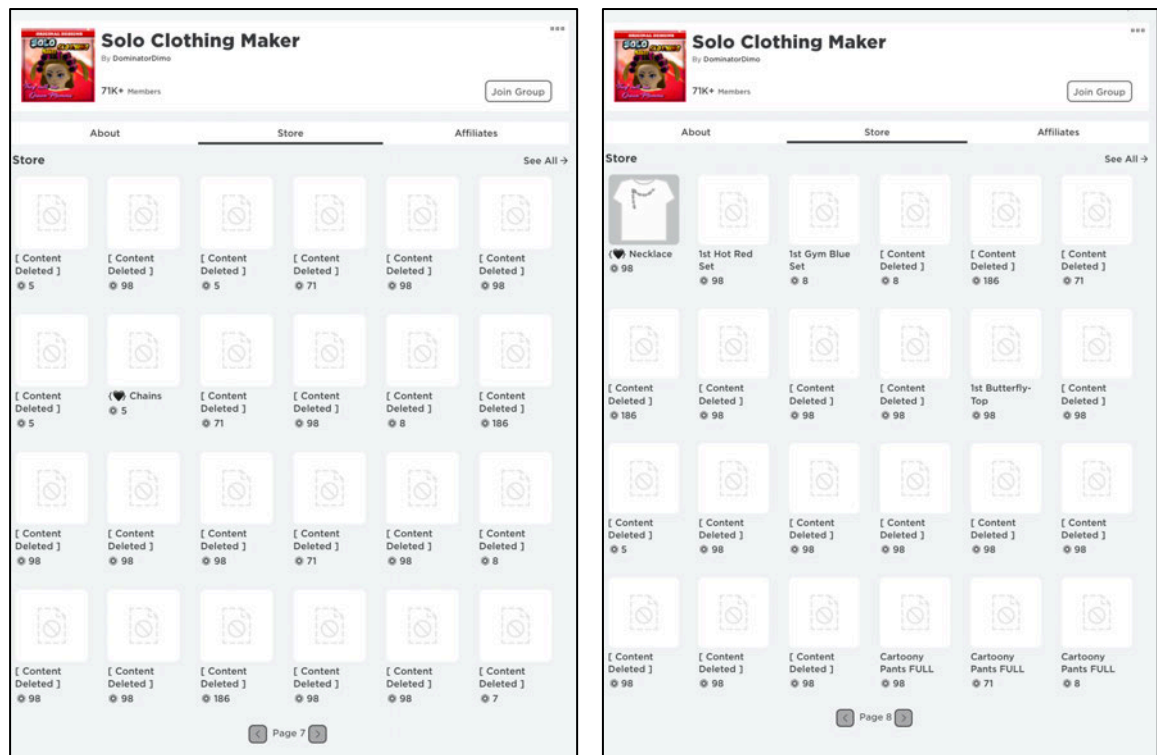 ORIGINAL DESIGNS
SOLO CLOTHING
Solo Clothing Maker
By DominatorDimo
71K+ Members
Join Group
About Store Affiliates
Store See All →
[ Content [ Content [ Content [ Content [ Content [ Content
Deleted ] Deleted ] Deleted ] Deleted ] Deleted ] Deleted ]
5 98 5 71 98 98
[ Content {🖤} Chains [ Content [ Content [ Content [ Content
Deleted ] 5 Deleted ] Deleted ] Deleted ] Deleted ]
5 71 98 8 186
[ Content [ Content [ Content [ Content [ Content [ Content
Deleted ] Deleted ] Deleted ] Deleted ] Deleted ] Deleted ]
98 98 98 71 98 8
[ Content [ Content [ Content [ Content [ Content [ Content
Deleted ] Deleted ] Deleted ] Deleted ] Deleted ] Deleted ]
98 98 186 98 98 7
< Page 7 >
ORIGINAL DESIGNS
SOLO CLOTHING
Solo Clothing Maker
By DominatorDimo
71K+ Members
Join Group
About Store Affiliates
Store See All →
{🖤} Necklace 1st Hot Red 1st Gym Blue [ Content [ Content [ Content
98 Set Set Deleted ] Deleted ] Deleted ]
98 8 8 186 71
[ Content [ Content [ Content [ Content 1st Butterfly- [ Content
Deleted ] Deleted ] Deleted ] Deleted ] Top Deleted ]
186 98 98 98 98 98
[ Content [ Content [ Content [ Content [ Content [ Content
Deleted ] Deleted ] Deleted ] Deleted ] Deleted ] Deleted ]
5 98 98 98 98 98
[ Content [ Content [ Content Cartoony Cartoony Cartoony
Deleted ] Deleted ] Deleted ] Pants FULL Pants FULL Pants FULL
98 98 98 98 71 8
< Page 8 >